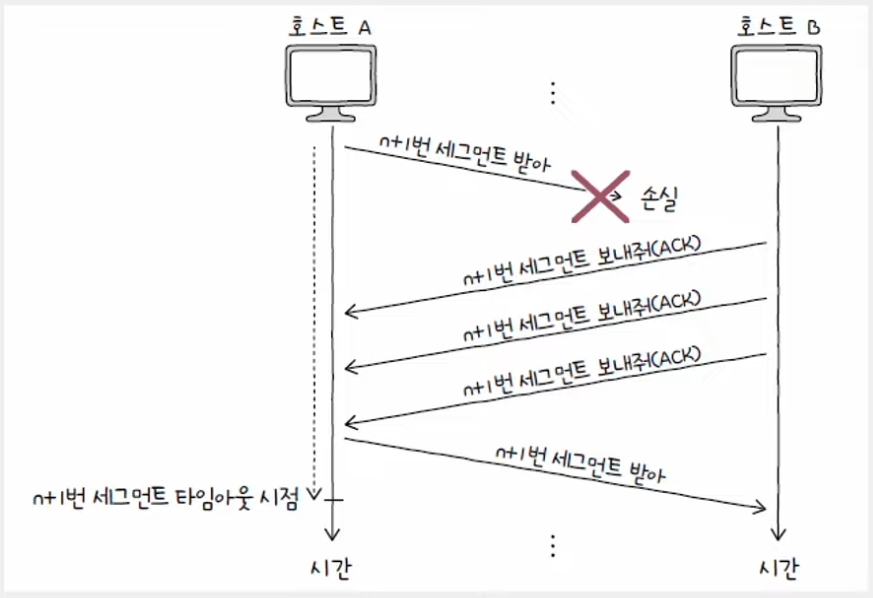 호스트 A
호스트 B
n+1번 세그먼트 받아
손실
n+1번 세그먼트 보내줘(ACK)
n+1번 세그먼트 보내줘(ACK)
n+1번 세그먼트 보내줘(ACK)
n+1번 세그먼트 받아
n+1번 세그먼트 타임아웃 시점
시간
시간